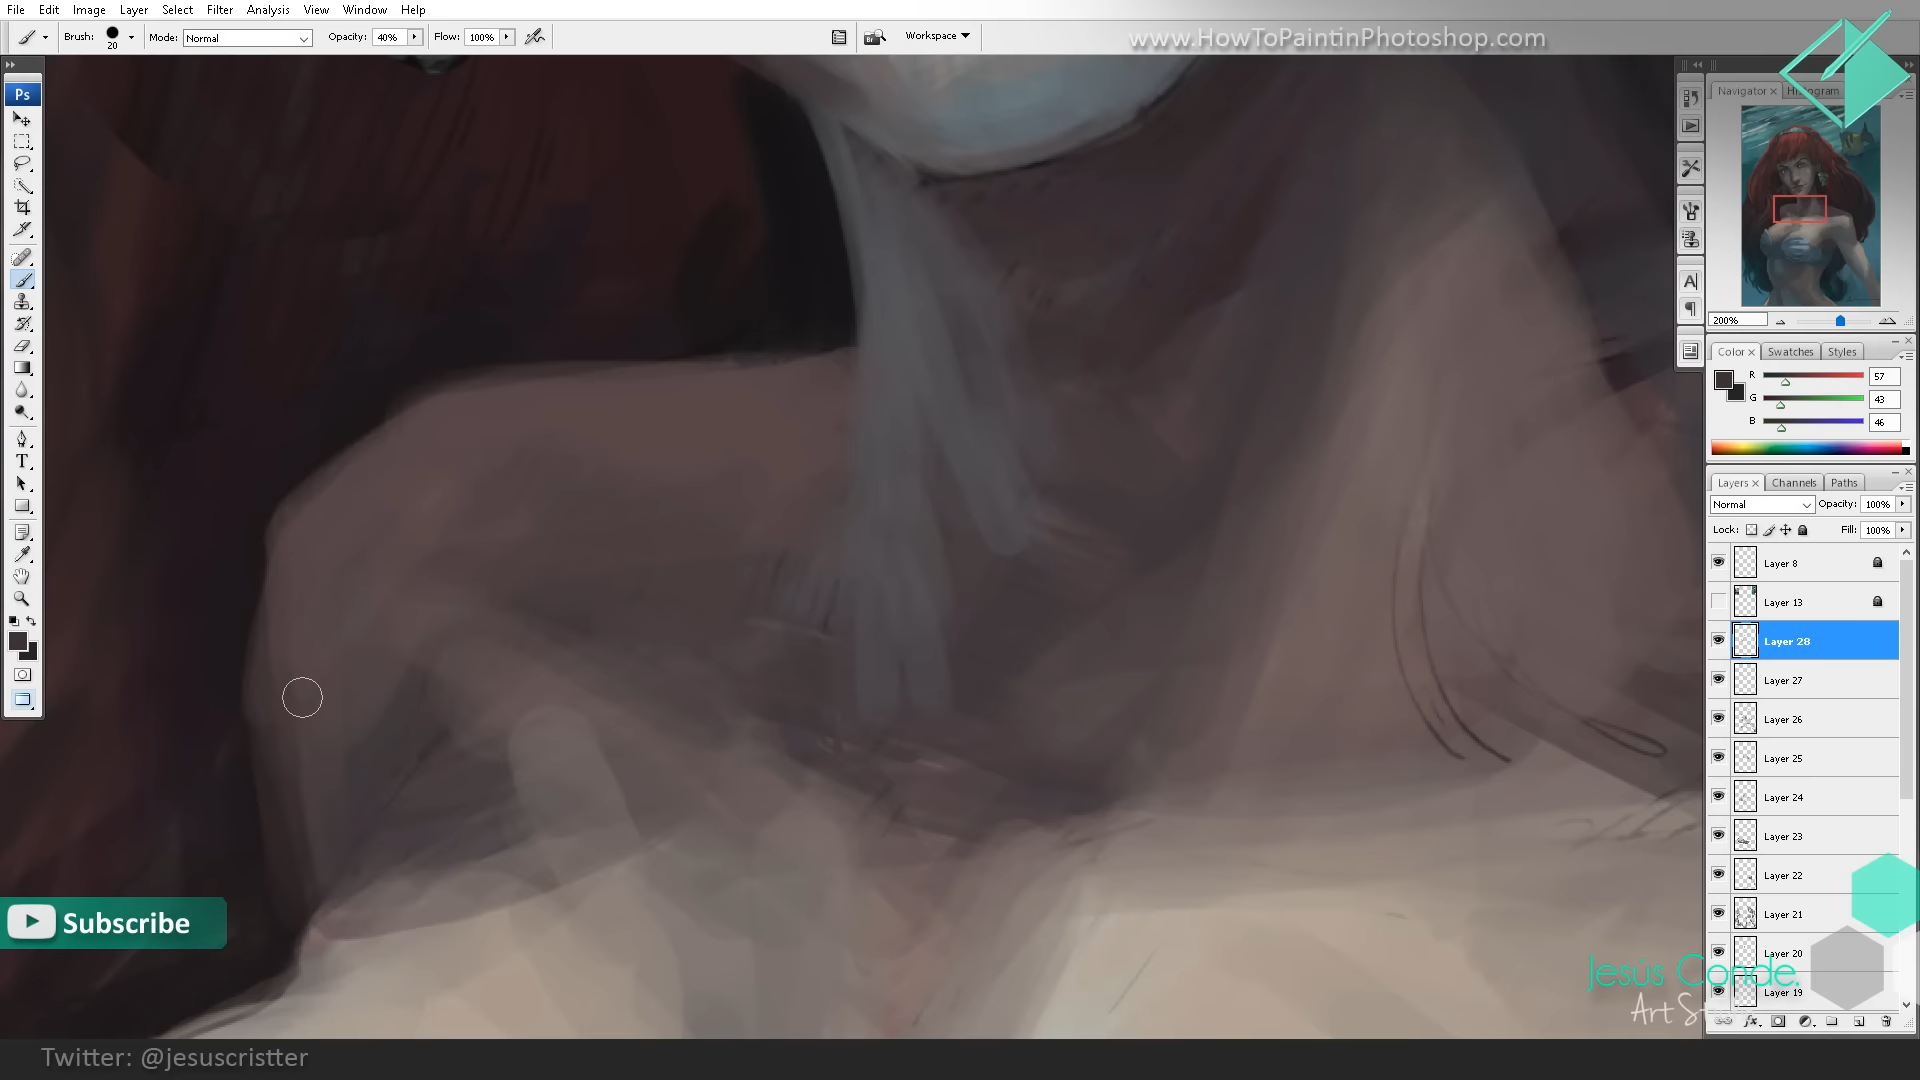 File Edit Image Layer Select Filter Analysis View Window Help
Brush: 20 Mode: Normal Opacity: 40% Flow: 100% Workspace
www.HowToPaintinPhotoshop.com
Ps
Navigator Histogram
200%
Color Swatches Styles
R 57
G 43
B 46
Layers Channels Paths
Normal Opacity: 100%
Lock: Fill: 100%
Layer 8
Layer 13
Layer 28
Layer 27
Layer 26
Layer 25
Layer 24
Layer 23
Layer 22
Layer 21
Layer 20
Layer 19
Subscribe
Jesús Conde.
Art
Twitter: @jesuscristter